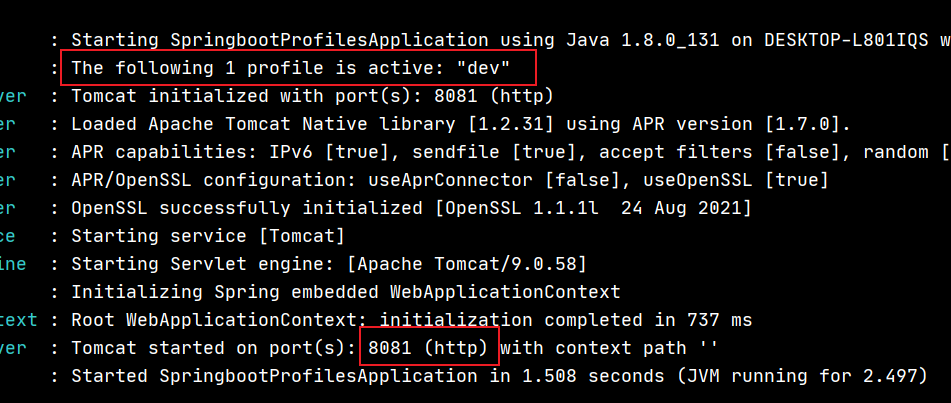 : Starting SpringbootProfilesApplication using Java 1.8.0_131 on DESKTOP-L801IQS w
: The following 1 profile is active: "dev"
ver : Tomcat initialized with port(s): 8081 (http)
er : Loaded Apache Tomcat Native library [1.2.31] using APR version [1.7.0].
er : APR capabilities: IPv6 [true], sendfile [true], accept filters [false], random [
er : APR/OpenSSL configuration: useAprConnector [false], useOpenSSL [true]
er : OpenSSL successfully initialized [OpenSSL 1.1.1l  24 Aug 2021]
ce : Starting service [Tomcat]
ine : Starting Servlet engine: [Apache Tomcat/9.0.58]
: Initializing Spring embedded WebApplicationContext
text : Root WebApplicationContext: initialization completed in 737 ms
ver : Tomcat started on port(s): 8081 (http) with context path ''
: Started SpringbootProfilesApplication in 1.508 seconds (JVM running for 2.497)